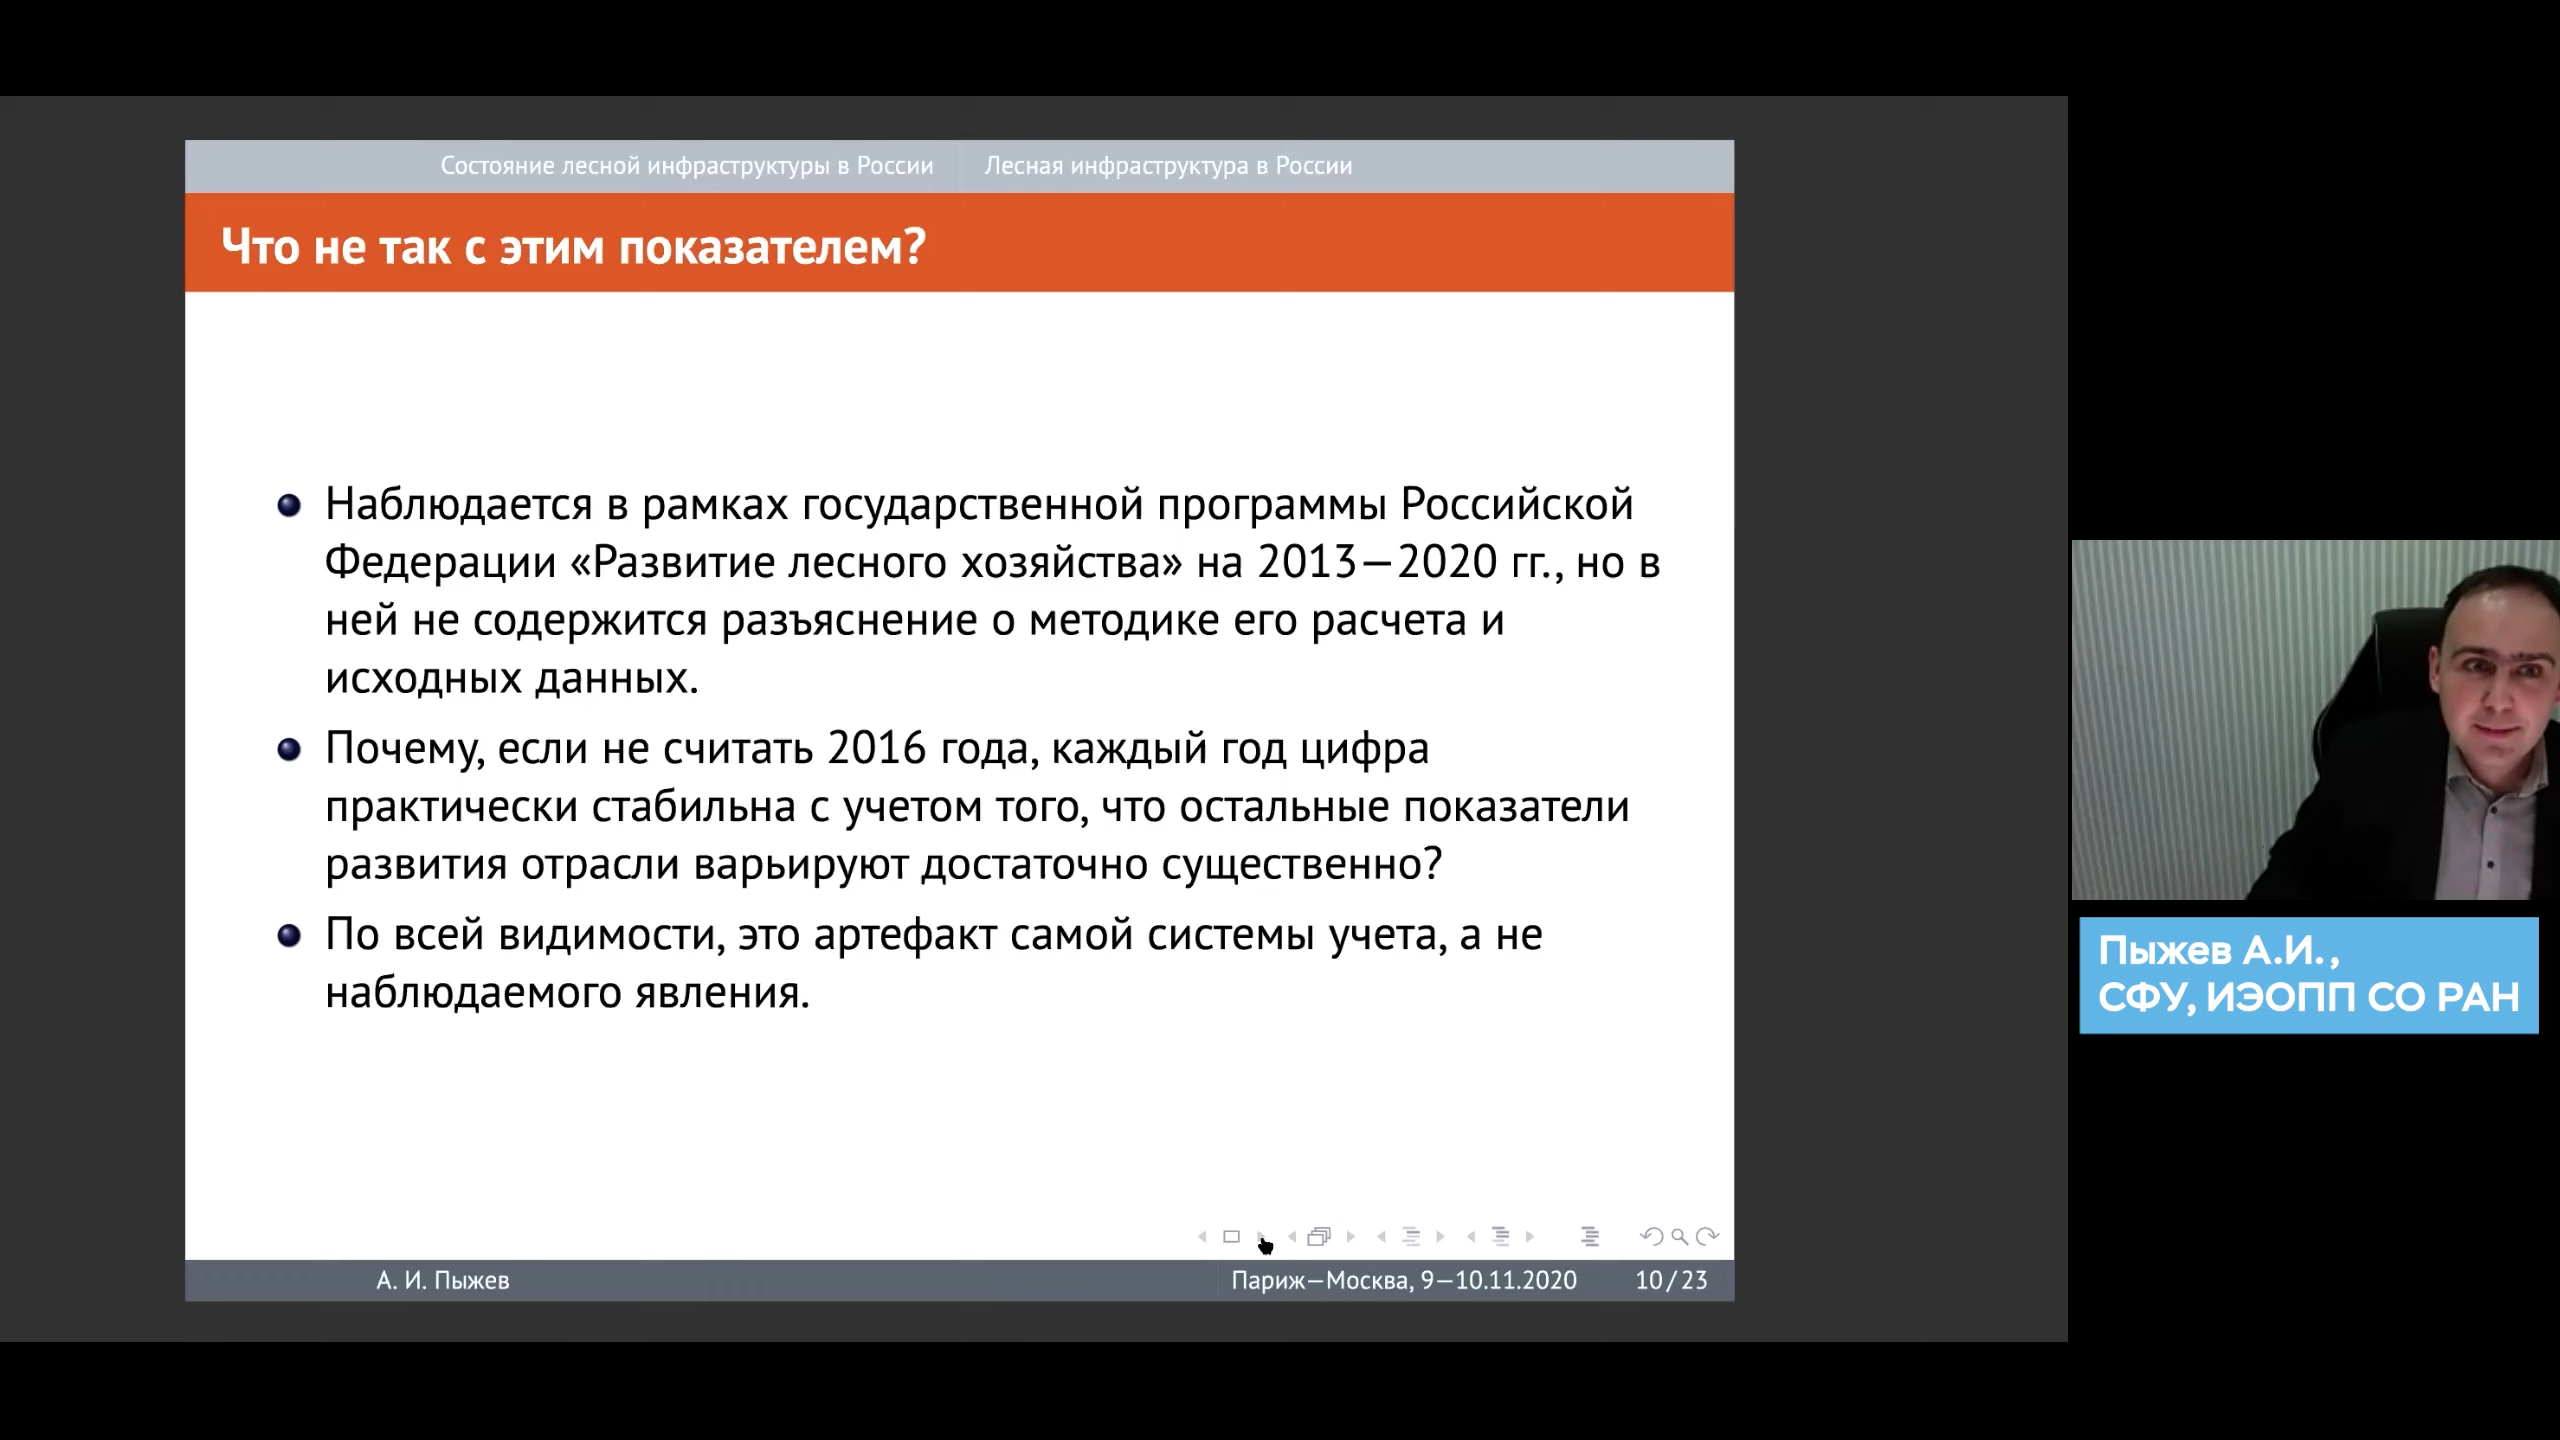 Состояние лесной инфраструктуры в России Лесная инфраструктура в России
Что не так с этим показателем?
Наблюдается в рамках государственной программы Российской
Федерации «Развитие лесного хозяйства» на 2013—2020 гг., но в
ней не содержится разъяснение о методике его расчета и
исходных данных.
Почему, если не считать 2016 года, каждый год цифра
практически стабильна с учетом того, что остальные показатели
развития отрасли варьируют достаточно существенно?
По всей видимости, это артефакт самой системы учета, а не
наблюдаемого явления.
А. И. Пыжев Париж—Москва, 9—10.11.2020 10/23
Пыжев А.И.,
СФУ, ИЭОПП СО РАН